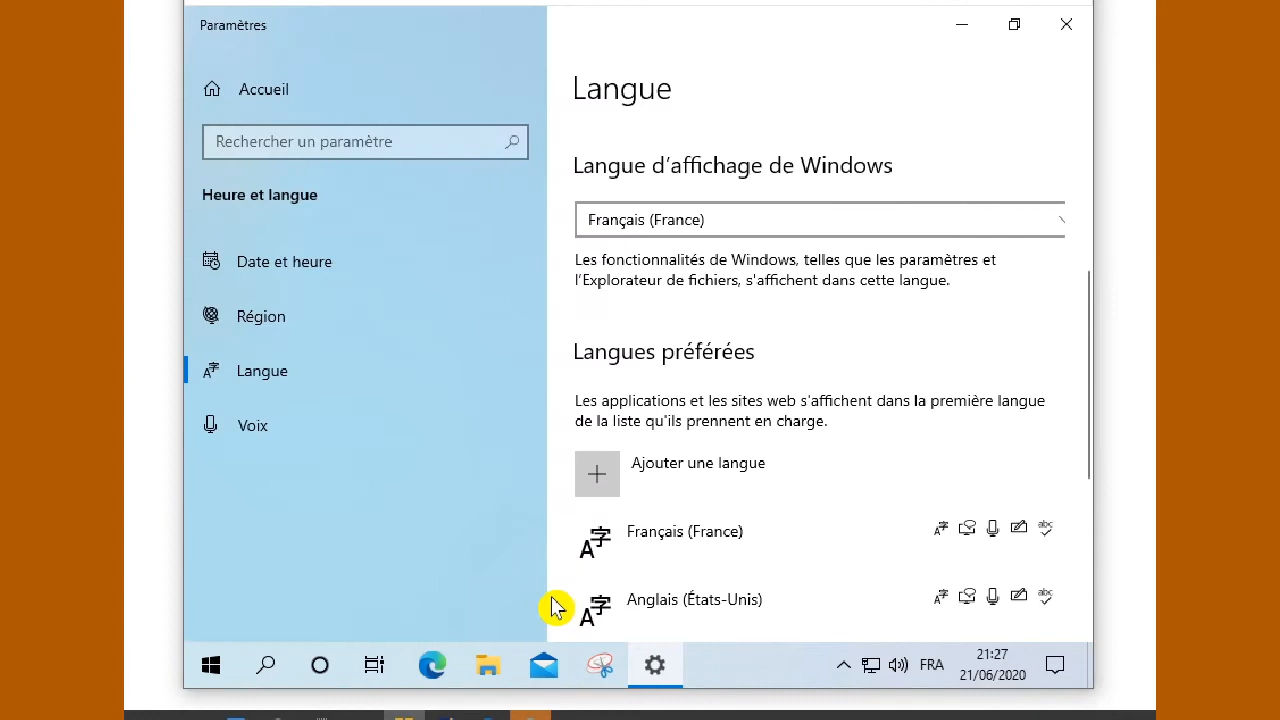 Paramètres
Accueil
Rechercher un paramètre
Heure et langue
Date et heure
Région
Langue
Voix
Langue
Langue d’affichage de Windows
Français (France)
Les fonctionnalités de Windows, telles que les paramètres et
l’Explorateur de fichiers, s'affichent dans cette langue.
Langues préférées
Les applications et les sites web s'affichent dans la première langue
de la liste qu'ils prennent en charge.
Ajouter une langue
Français (France)
Anglais (États-Unis)
FRA
21:27
21/06/2020